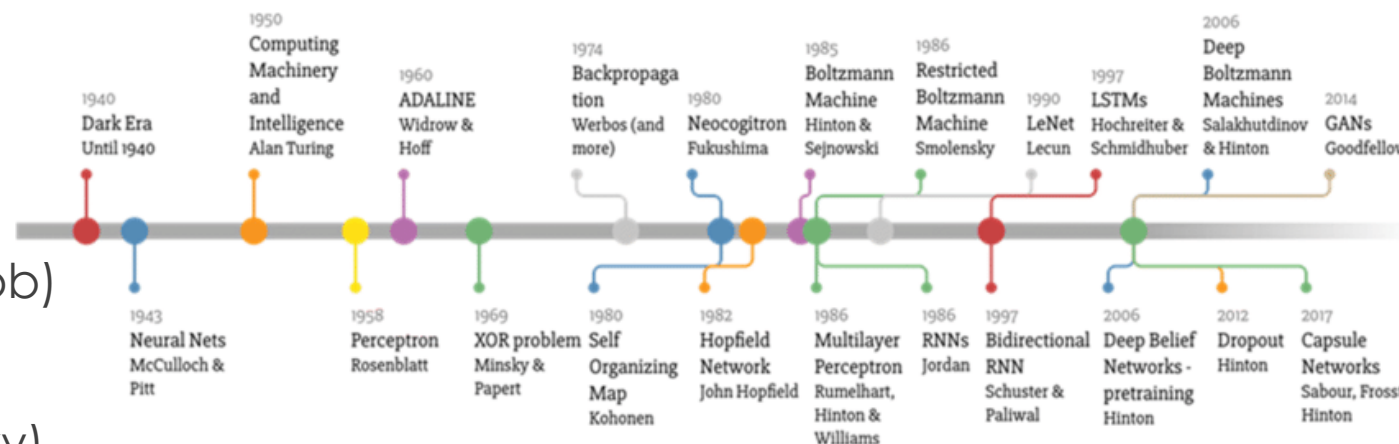 1940
Dark Era
Until 1940
1950
Computing
Machinery
and
Intelligence
Alan Turing
1960
ADALINE
Widrow &
Hoff
1974
Backpropaga
tion
Werbos (and
more)
1980
Neocogitron
Fukushima
1985
Boltzmann
Machine
Hinton &
Sejnowski
1986
Restricted
Boltzmann
Machine
Smolensky
1990
LeNet
Lecun
1997
LSTMs
Hochreiter &
Schmidhuber
2006
Deep
Boltzmann
Machines
Salakhutdinov
& Hinton
2014
GANs
Goodfellow
ob)
1943
Neural Nets
McCulloch &
Pitt
1958
Perceptron
Rosenblatt
1969
XOR problem
Minsky &
Papert
1980
Self
Organizing
Map
Kohonen
1982
Hopfield
Network
John Hopfield
1986
Multilayer
Perceptron
Rumelhart,
Hinton &
Williams
1986
RNNs
Jordan
1997
Bidirectional
RNN
Schuster &
Paliwal
2006
Deep Belief
Networks -
pretraining
Hinton
2012
Dropout
Hinton
2017
Capsule
Networks
Sabour, Fross
Hinton
y)